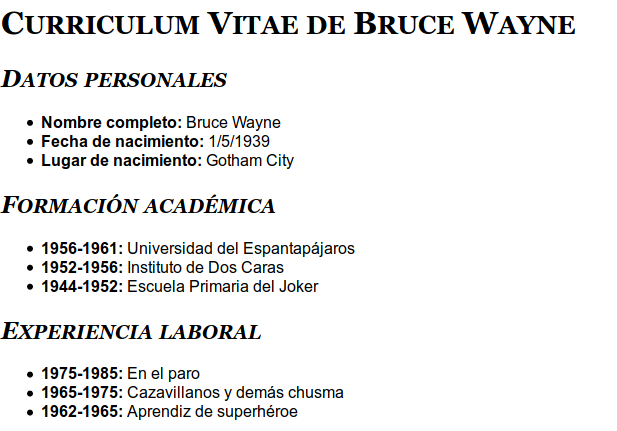 Curriculum Vitae de Bruce Wayne
Datos personales
• Nombre completo: Bruce Wayne
• Fecha de nacimiento: 1/5/1939
• Lugar de nacimiento: Gotham City
Formación académica
• 1956-1961: Universidad del Espantapájaros
• 1952-1956: Instituto de Dos Caras
• 1944-1952: Escuela Primaria del Joker
Experiencia laboral
• 1975-1985: En el paro
• 1965-1975: Cazavillanos y demás chusma
• 1962-1965: Aprendiz de superhéroe